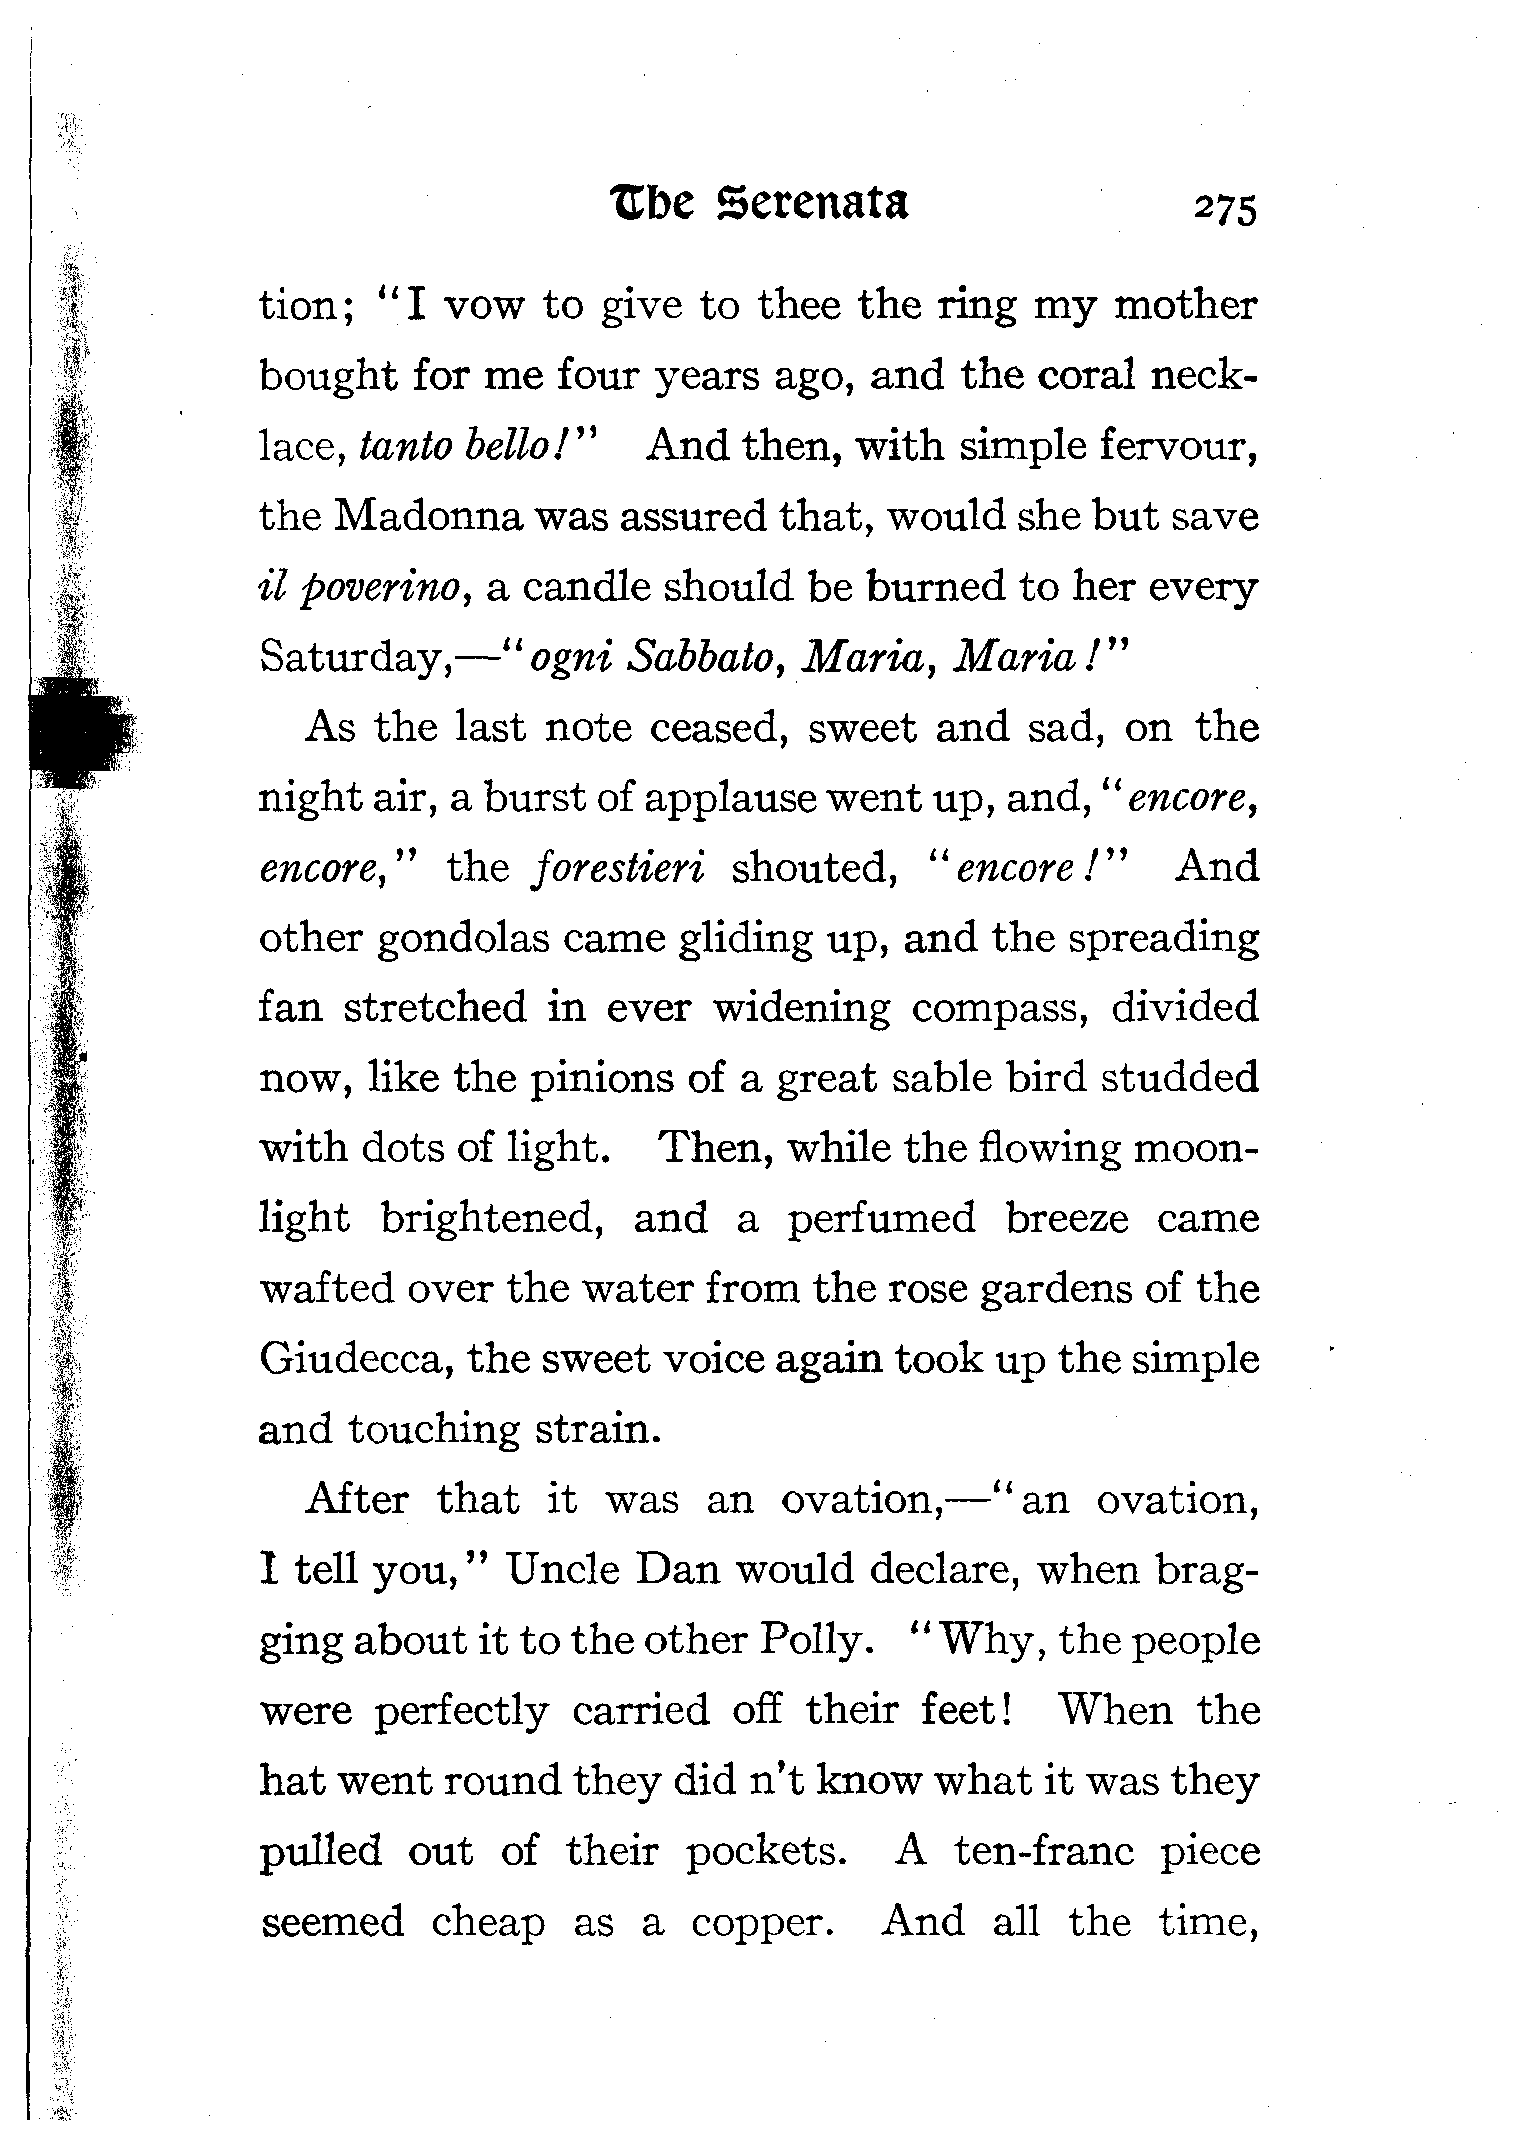 The Serenata 275
tion; "I vow to give to thee the ring my mother
bought for me four years ago, and the coral neck-
lace, tanto bello!" And then, with simple fervour,
the Madonna was assured that, would she but save
il poverino, a candle should be burned to her every
Saturday,—"ogni Sabbato, Maria, Maria!"
As the last note ceased, sweet and sad, on the
night air, a burst of applause went up, and, "encore,
encore," the forestieri shouted, "encore!" And
other gondolas came gliding up, and the spreading
fan stretched in ever widening compass, divided
now, like the pinions of a great sable bird studded
with dots of light. Then, while the flowing moon-
light brightened, and a perfumed breeze came
wafted over the water from the rose gardens of the
Giudecca, the sweet voice again took up the simple
and touching strain.
After that it was an ovation,—"an ovation,
I tell you," Uncle Dan would declare, when brag-
ging about it to the other Polly. "Why, the people
were perfectly carried off their feet! When the
hat went round they did n't know what it was they
pulled out of their pockets. A ten-franc piece
seemed cheap as a copper. And all the time,